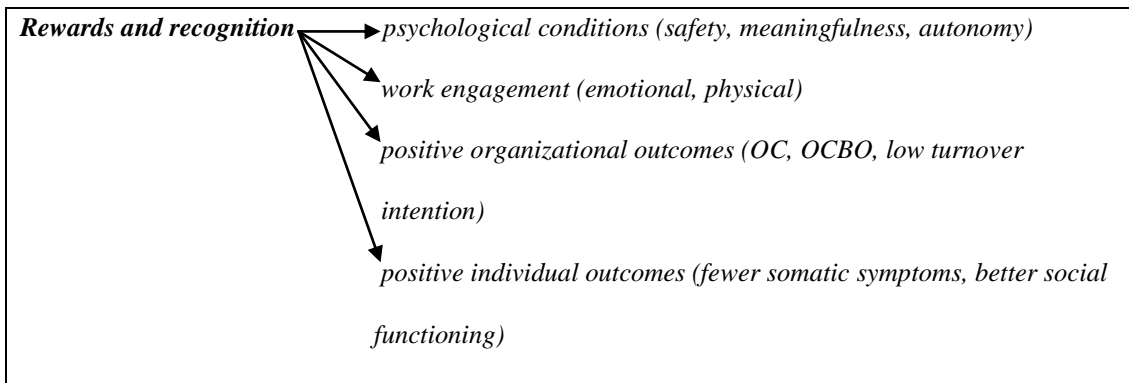 Rewards and recognition psychological conditions (safety, meaningfulness, autonomy)
work engagement (emotional, physical)
positive organizational outcomes (OC, OCBO, low turnover
intention)
positive individual outcomes (fewer somatic symptoms, better social
functioning)